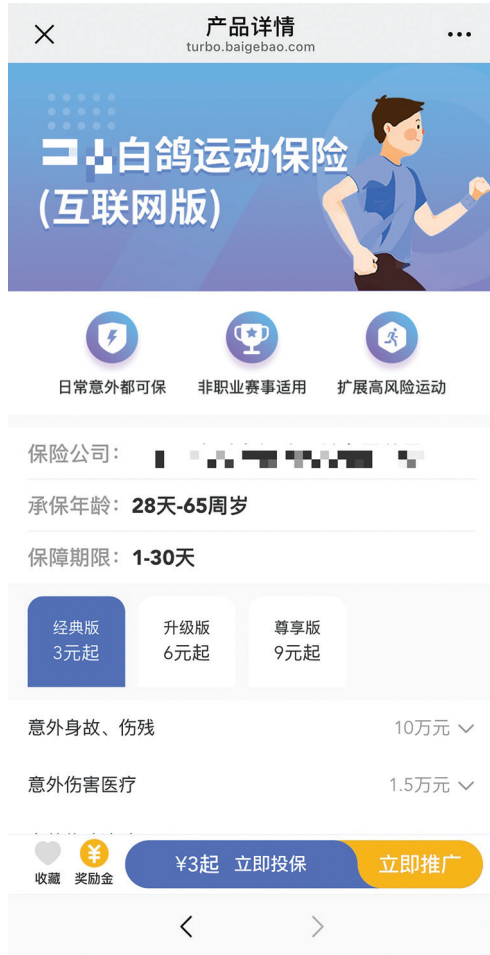 产品详情
turbo.baigebao.com
白鸽运动保险
(互联网版)
日常意外都可保
非职业赛事适用
扩展高风险运动
保险公司：
承保年龄：28天-65周岁
保障期限：1-30天
经典版
3元起
升级版
6元起
尊享版
9元起
意外身故、伤残
10万元
意外伤害医疗
1.5万元
收藏
¥
奖励金
¥3起 立即投保
立即推广